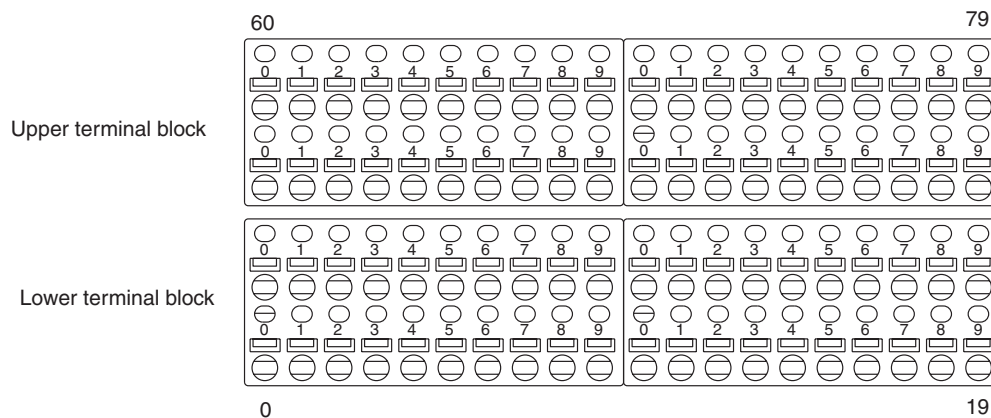 60 79
0 1 2 3 4 5 6 7 8 9 0 1 2 3 4 5 6 7 8 9
Upper terminal block
0 1 2 3 4 5 6 7 8 9 0 1 2 3 4 5 6 7 8 9
0 1 2 3 4 5 6 7 8 9 0 1 2 3 4 5 6 7 8 9
Lower terminal block
0 1 2 3 4 5 6 7 8 9 0 1 2 3 4 5 6 7 8 9
0 19